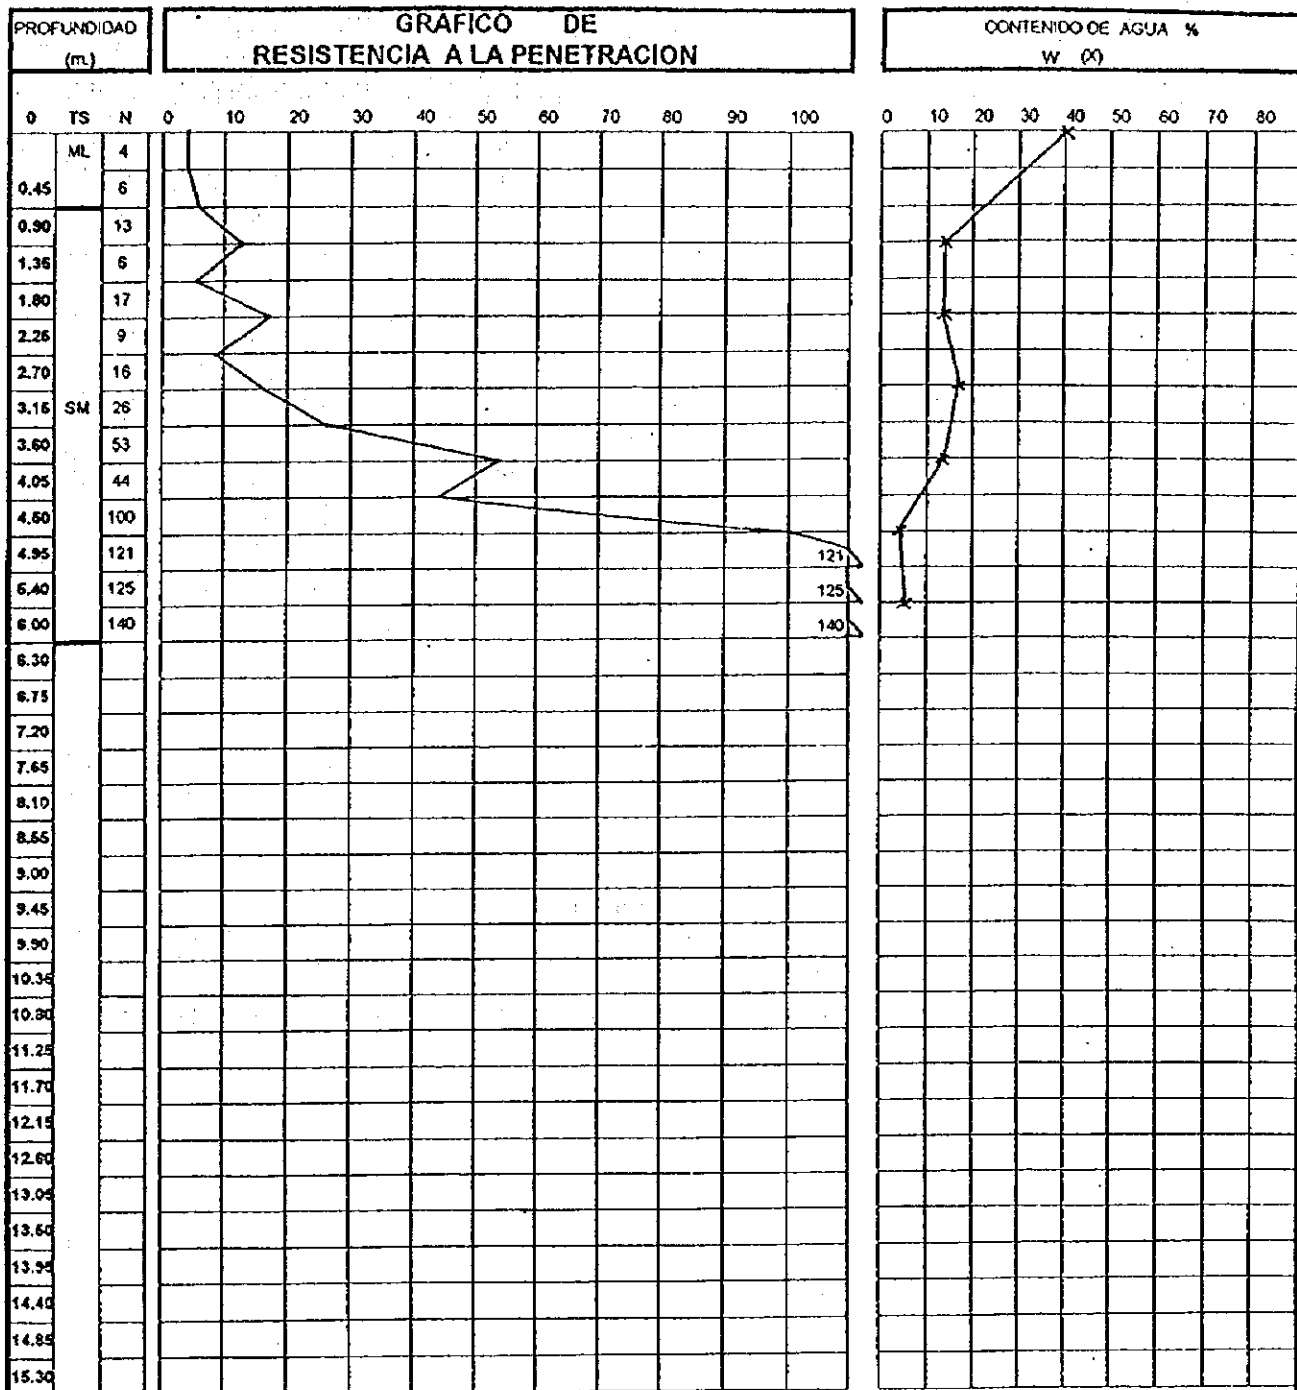 PROFUNDIDAD
(m.)
GRAFICO DE
RESISTENCIA A LA PENETRACION
CONTENIDO DE AGUA %
W (X)
0 TS N 0 10 20 30 40 50 60 70 80 90 100 0 10 20 30 40 50 60 70 80
ML 4
0.45 6
0.90 13
1.35 6
1.80 17
2.25 9
2.70 16
3.15 SM 26
3.60 53
4.05 44
4.50 100
4.95 121 121
5.40 125 125
6.00 140 140
6.30
6.75
7.20
7.65
8.10
8.55
9.00
9.45
9.90
10.35
10.80
11.25
11.70
12.15
12.60
13.05
13.50
13.95
14.40
14.85
15.30